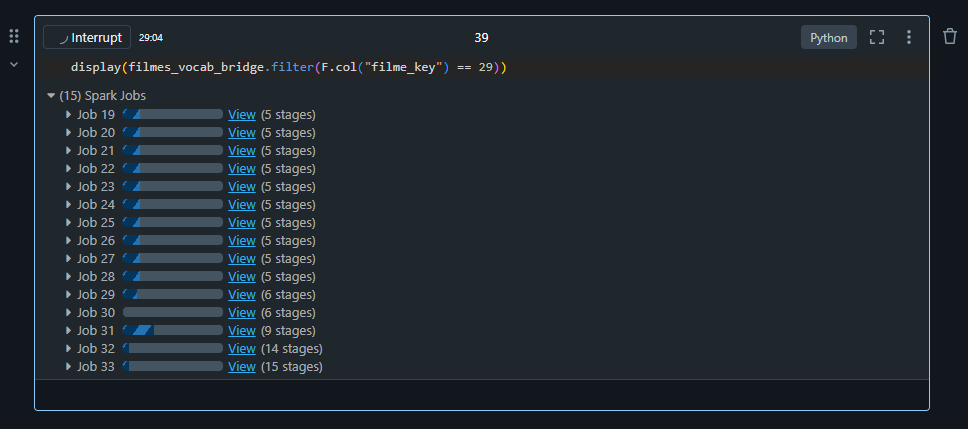 Interrupt 29:04 39 Python
display(filmes_vocab_bridge.filter(F.col("filme_key") == 29))
(15) Spark Jobs
Job 19 View (5 stages)
Job 20 View (5 stages)
Job 21 View (5 stages)
Job 22 View (5 stages)
Job 23 View (5 stages)
Job 24 View (5 stages)
Job 25 View (5 stages)
Job 26 View (5 stages)
Job 27 View (5 stages)
Job 28 View (5 stages)
Job 29 View (6 stages)
Job 30 View (6 stages)
Job 31 View (9 stages)
Job 32 View (14 stages)
Job 33 View (15 stages)